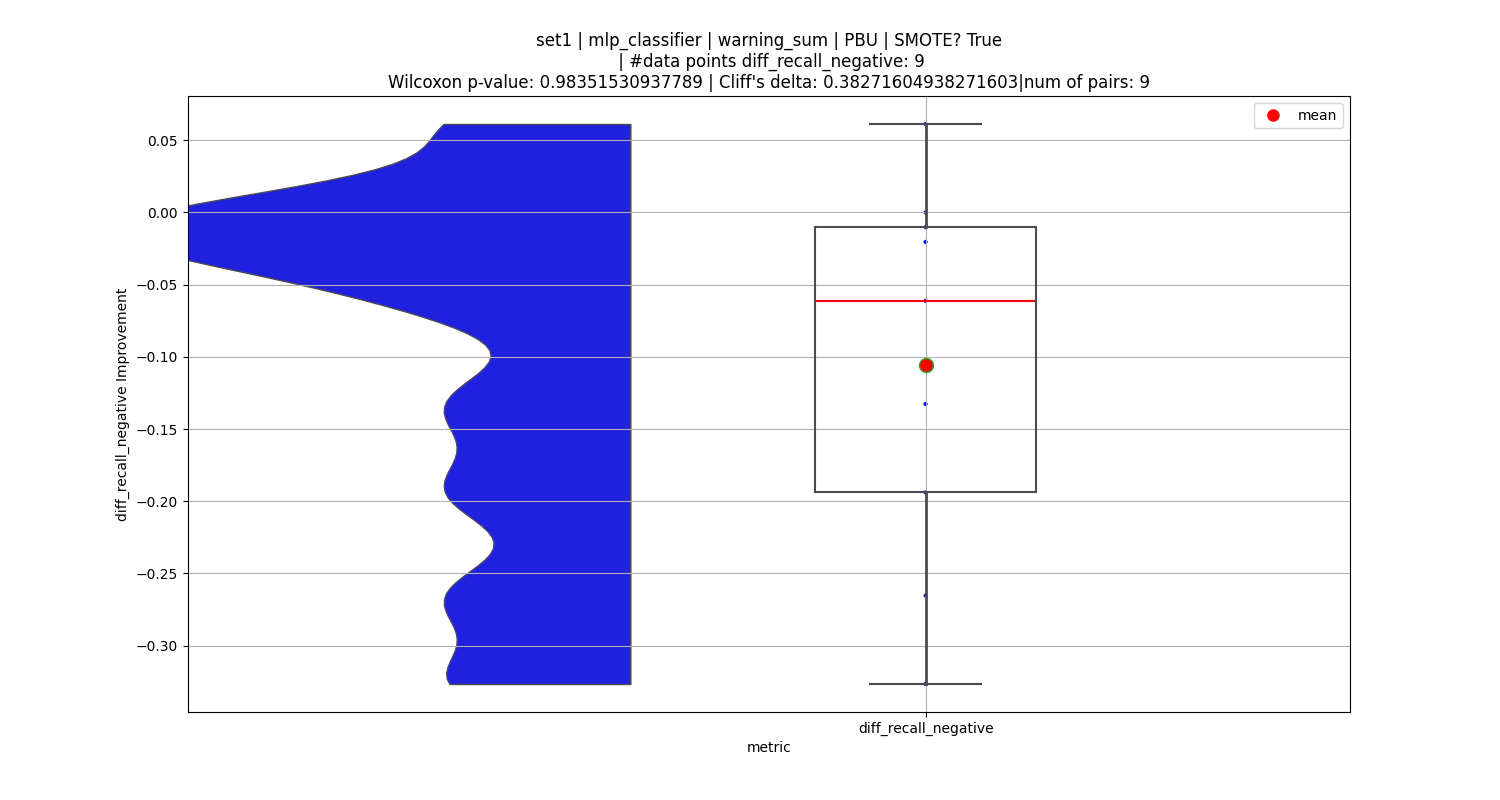 set1 | mlp_classifier | warning_sum | PBU | SMOTE? True
| #data points diff_recall_negative: 9
Wilcoxon p-value: 0.98351530937789 | Cliff's delta: 0.38271604938271603|num of pairs: 9
mean
0.05
0.00
−0.05
−0.10
−0.15
−0.20
−0.25
−0.30
diff_recall_negative Improvement
diff_recall_negative
metric